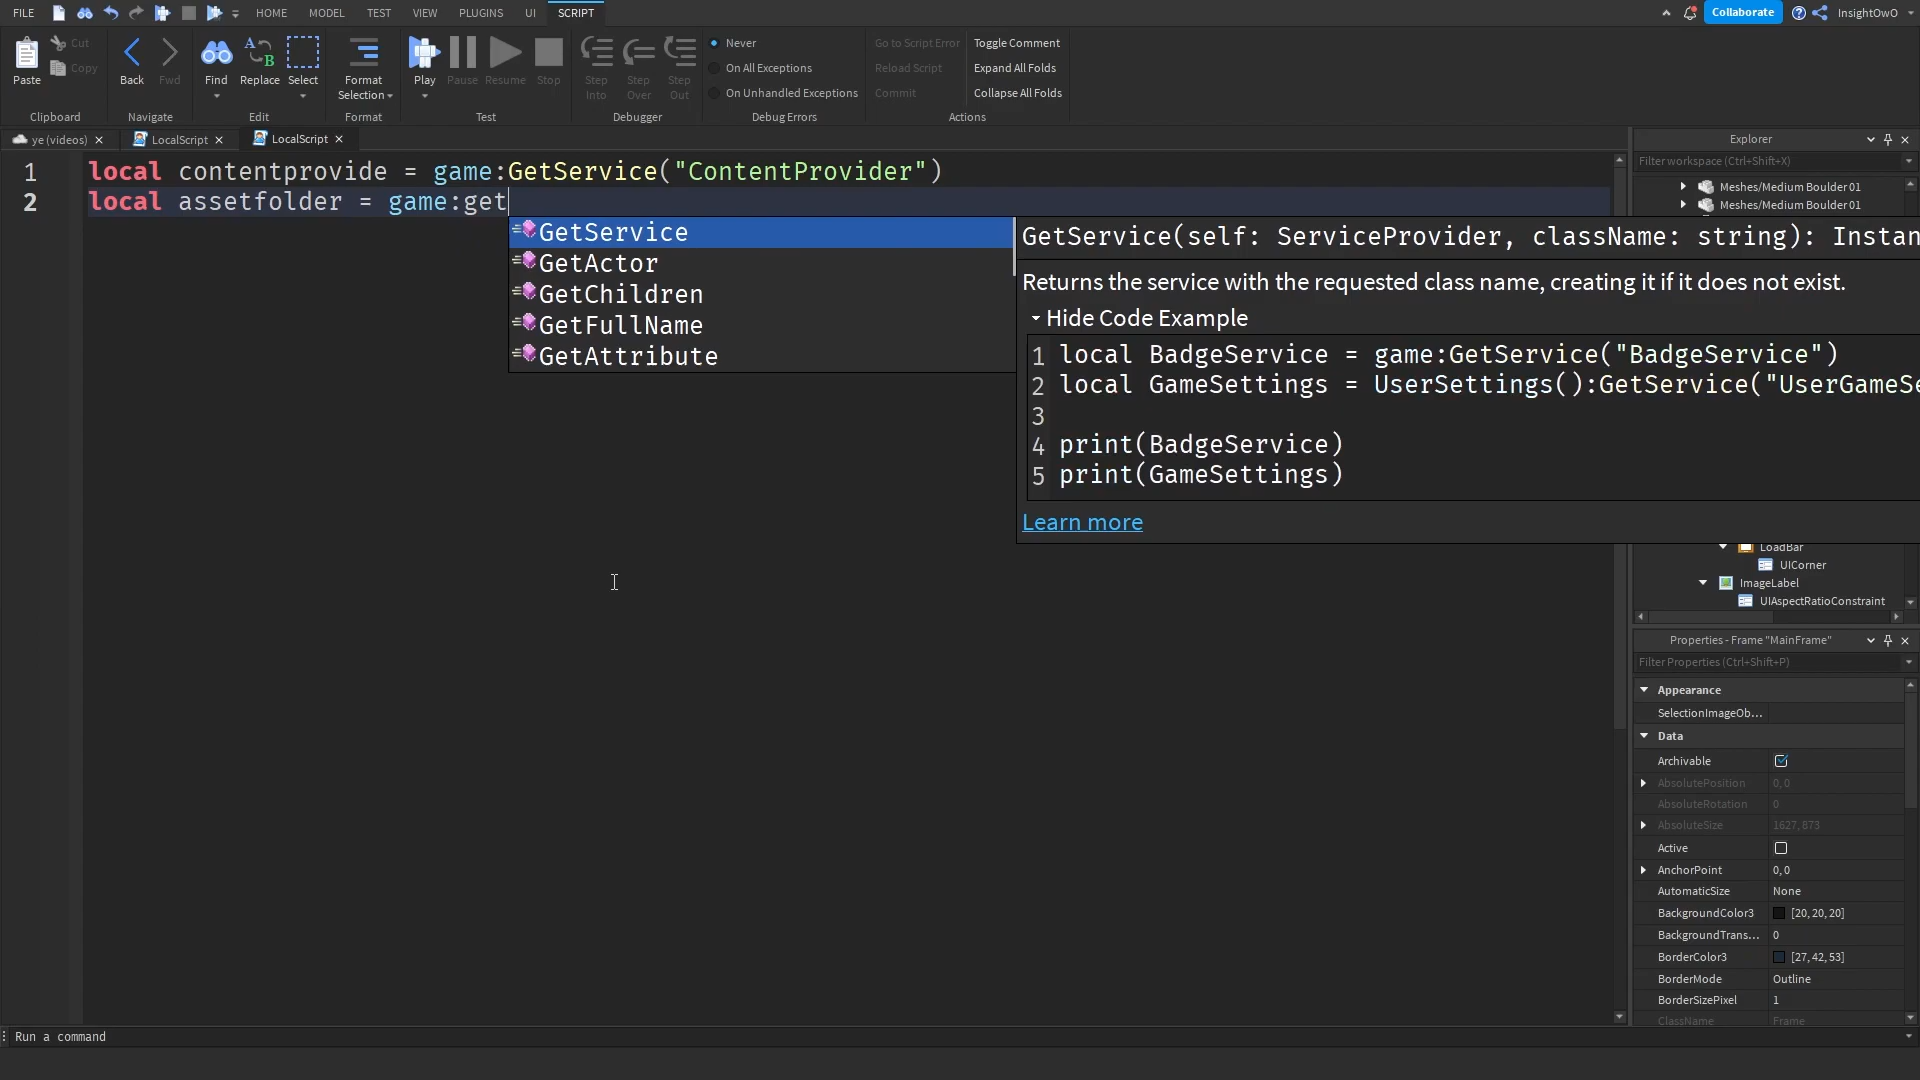 FILE HOME MODEL TEST VIEW PLUGINS UI SCRIPT Collaborate InsightOwO
Paste Cut Copy Clipboard
Back Fwd Navigate
Find Replace Select Edit
Format Selection Format
Play Pause Resume Stop Test
Step Into Step Over Step Out Debugger
Never
On All Exceptions
On Unhandled Exceptions
Debug Errors
Go to Script Error
Reload Script
Commit
Toggle Comment
Expand All Folds
Collapse All Folds
Actions
ye (videos) LocalScript LocalScript
1 local contentprovide = game:GetService("ContentProvider")
2 local assetfolder = game:get
GetService
GetActor
GetChildren
GetFullName
GetAttribute
GetService(self: ServiceProvider, className: string): Instan
Returns the service with the requested class name, creating it if it does not exist.
Hide Code Example
1 local BadgeService = game:GetService("BadgeService")
2 local GameSettings = UserSettings():GetService("UserGameSe
3
4 print(BadgeService)
5 print(GameSettings)
Learn more
Explorer
Filter workspace (Ctrl+Shift+X)
Meshes/Medium Boulder 01
Meshes/Medium Boulder 01
LoadBar
UICorner
ImageLabel
UIAspectRatioConstraint
Properties - Frame "MainFrame"
Filter Properties (Ctrl+Shift+P)
Appearance
SelectionImageOb...
Data
Archivable
AbsolutePosition 0, 0
AbsoluteRotation 0
AbsoluteSize 1627, 873
Active
AnchorPoint 0, 0
AutomaticSize None
BackgroundColor3 [20, 20, 20]
BackgroundTrans... 0
BorderColor3 [27, 42, 53]
BorderMode Outline
BorderSizePixel 1
ClassName Frame
Run a command